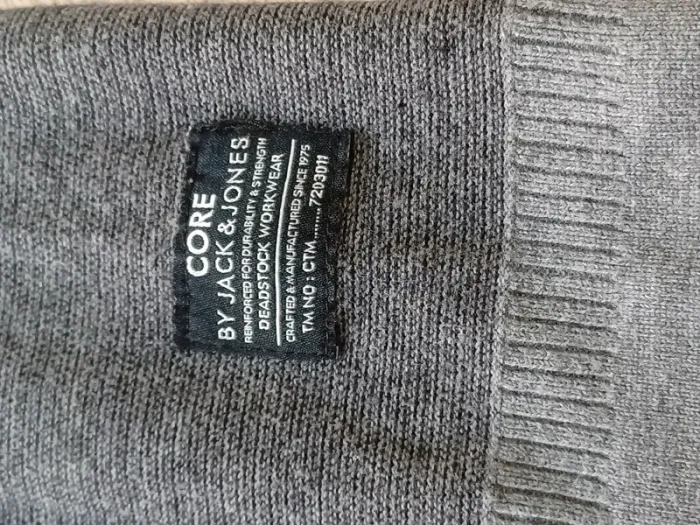 CORE
BY JACK & JONES
REINFORCED FOR DURABILITY & STRENGTH
DEADSTOCK WORKWEAR
CRAFTED & MANUFACTURED SINCE 1975
TM NO : CTM ........ 7203011